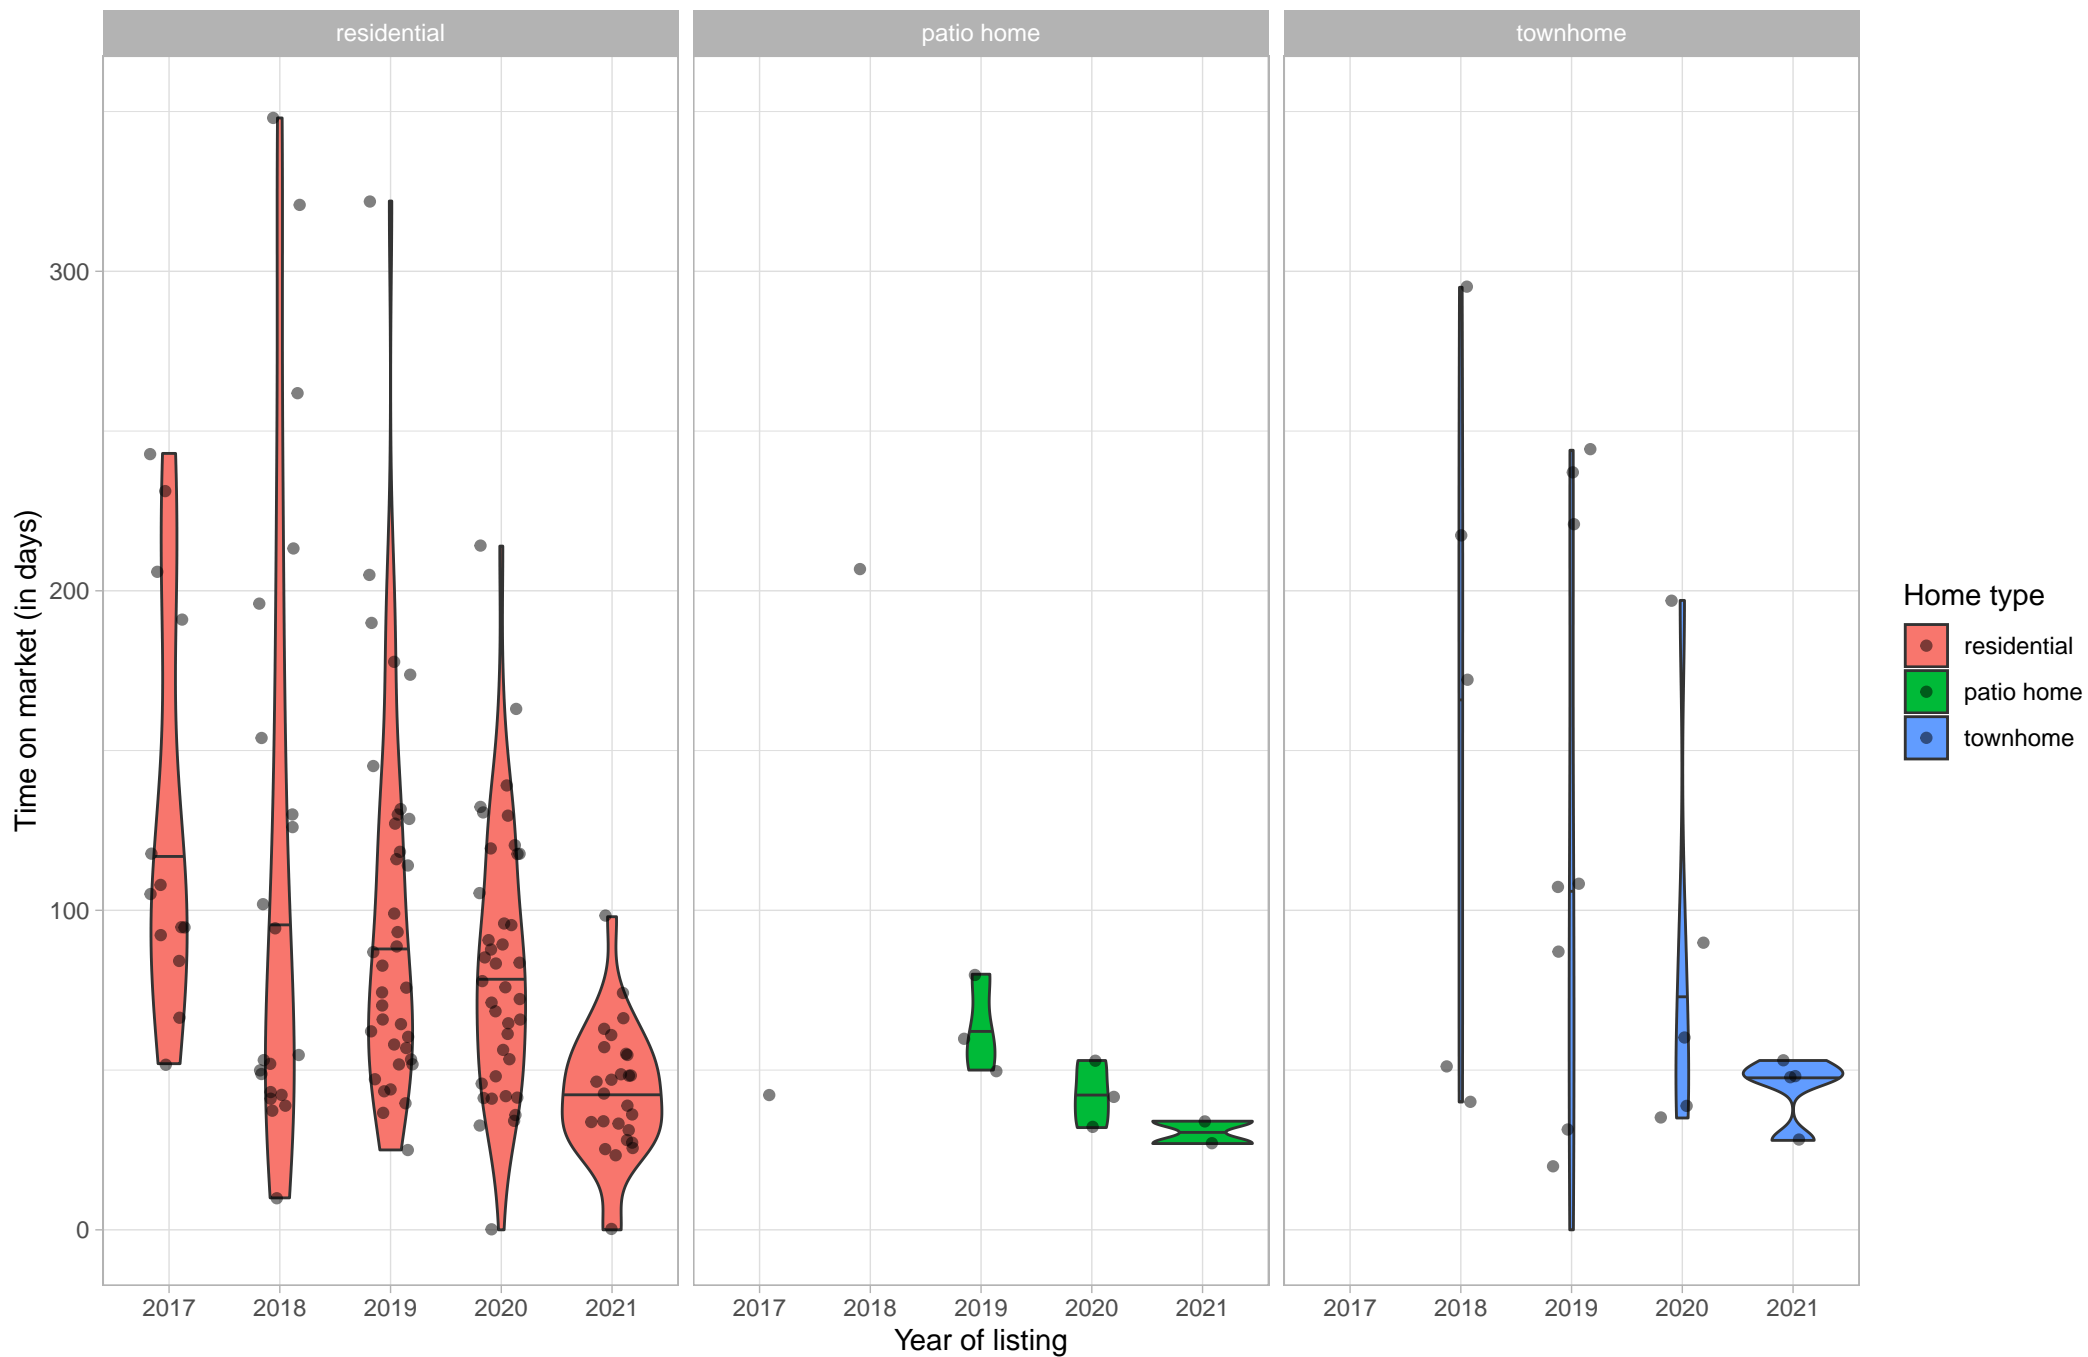 residential patio home townhome
Time on market (in days)
300
200
100
0
2017 2018 2019 2020 2021 2017 2018 2019 2020 2021 2017 2018 2019 2020 2021
Year of listing
Home type
residential
patio home
townhome